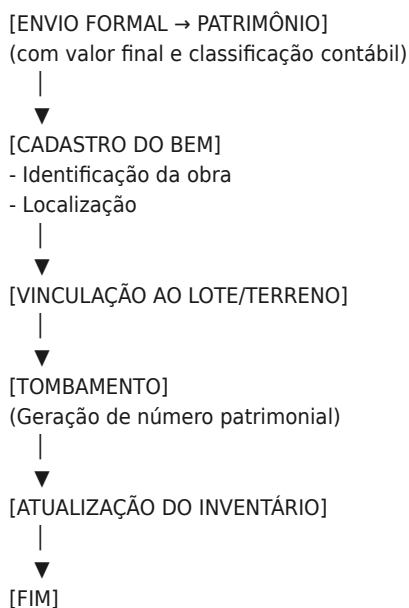 [ENVIO FORMAL → PATRIMÔNIO]
(com valor final e classificação contábil)
│
▼
[CADASTRO DO BEM]
- Identificação da obra
- Localização
│
▼
[VINCULAÇÃO AO LOTE/TERRENO]
│
▼
[TOMBAMENTO]
(Geração de número patrimonial)
│
▼
[ATUALIZAÇÃO DO INVENTÁRIO]
│
▼
[FIM]